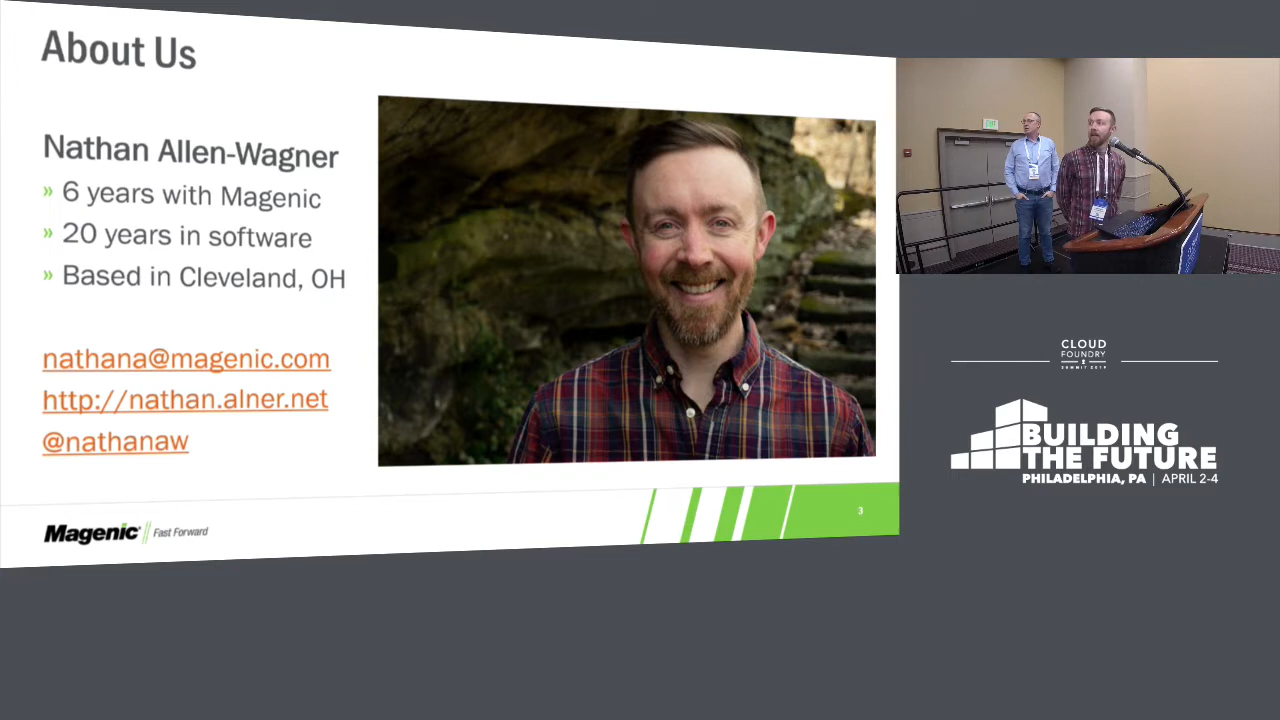 About Us
Nathan Allen-Wagner
» 6 years with Magenic
» 20 years in software
» Based in Cleveland, OH
nathana@magenic.com
http://nathan.alner.net
@nathanaw
Magenic Fast Forward
3
CLOUD
FOUNDRY
SUMMIT 2019
BUILDING
THE FUTURE
PHILADELPHIA, PA | APRIL 2-4